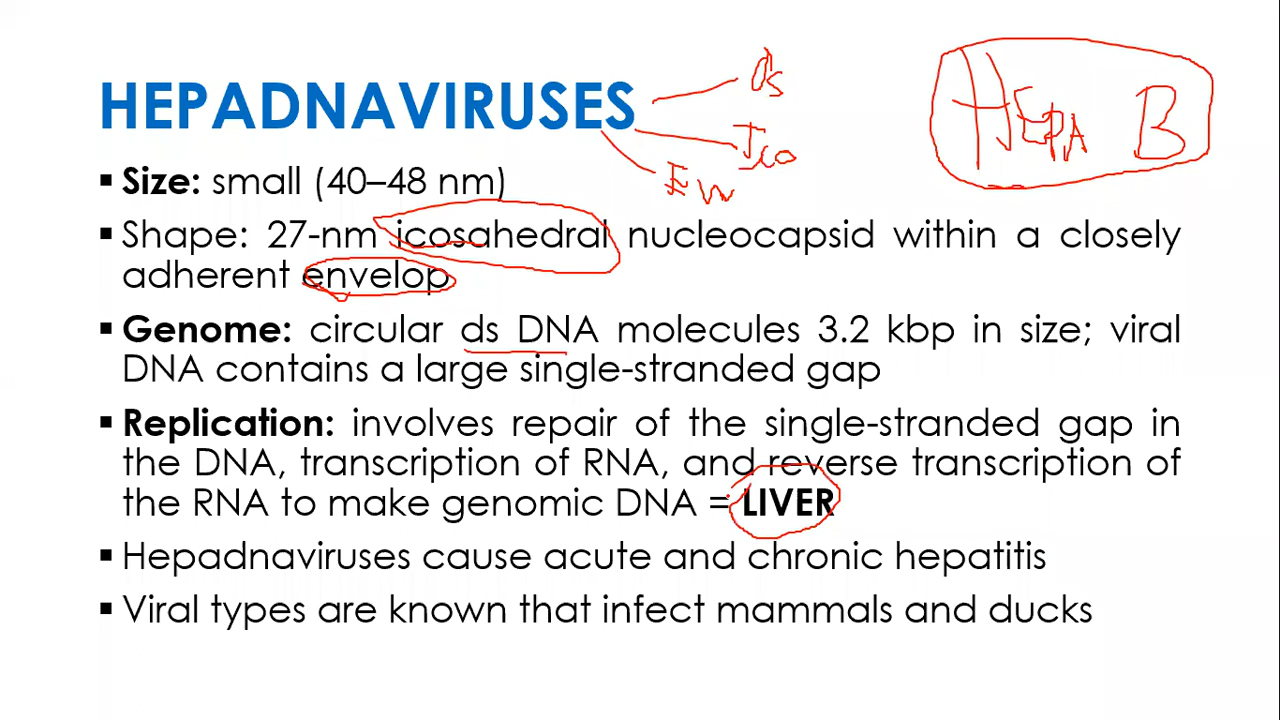 HEPADNAVIRUSES
ds
Ico
EW
HEPA B
▪ Size: small (40–48 nm)
▪ Shape: 27-nm icosahedral nucleocapsid within a closely
adherent envelop
▪ Genome: circular ds DNA molecules 3.2 kbp in size; viral
DNA contains a large single-stranded gap
▪ Replication: involves repair of the single-stranded gap in
the DNA, transcription of RNA, and reverse transcription of
the RNA to make genomic DNA = LIVER
▪ Hepadnaviruses cause acute and chronic hepatitis
▪ Viral types are known that infect mammals and ducks